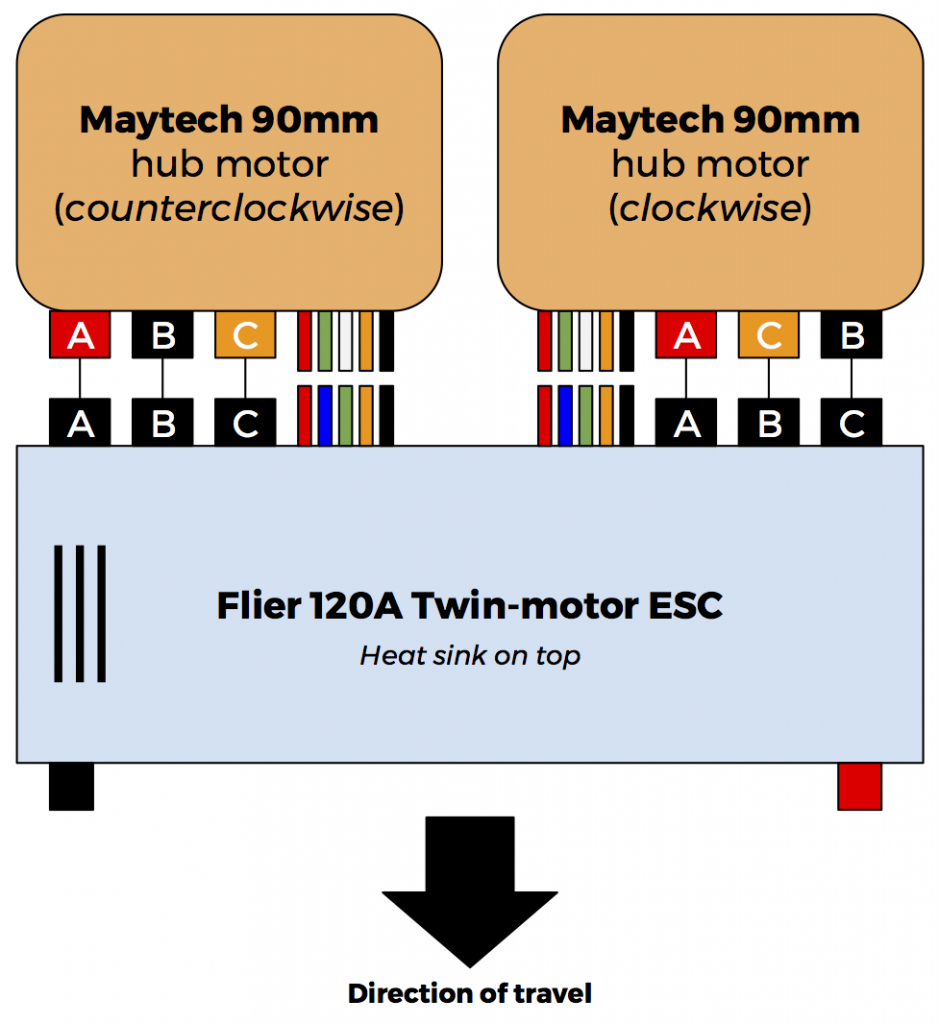 Maytech 90mm
hub motor
(counterclockwise)
Maytech 90mm
hub motor
(clockwise)
A B C
A C B
A B C
A B C
Flier 120A Twin-motor ESC
Heat sink on top
Direction of travel